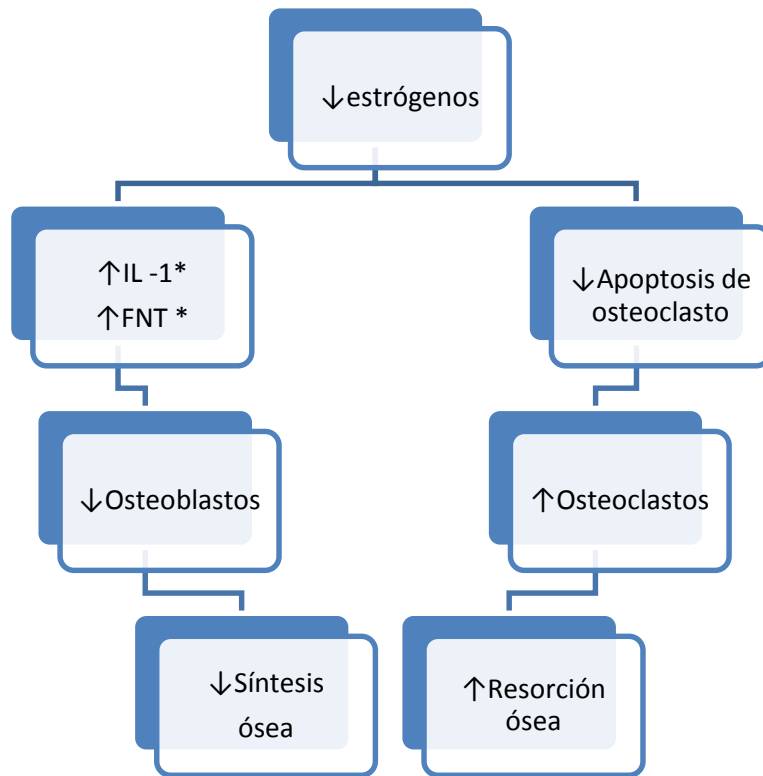 ↓estrógenos
↑IL -1*
↑FNT *
↓Apoptosis de
osteoclasto
↓Osteoblastos
↑Osteoclastos
↓Síntesis
ósea
↑Resorción
ósea